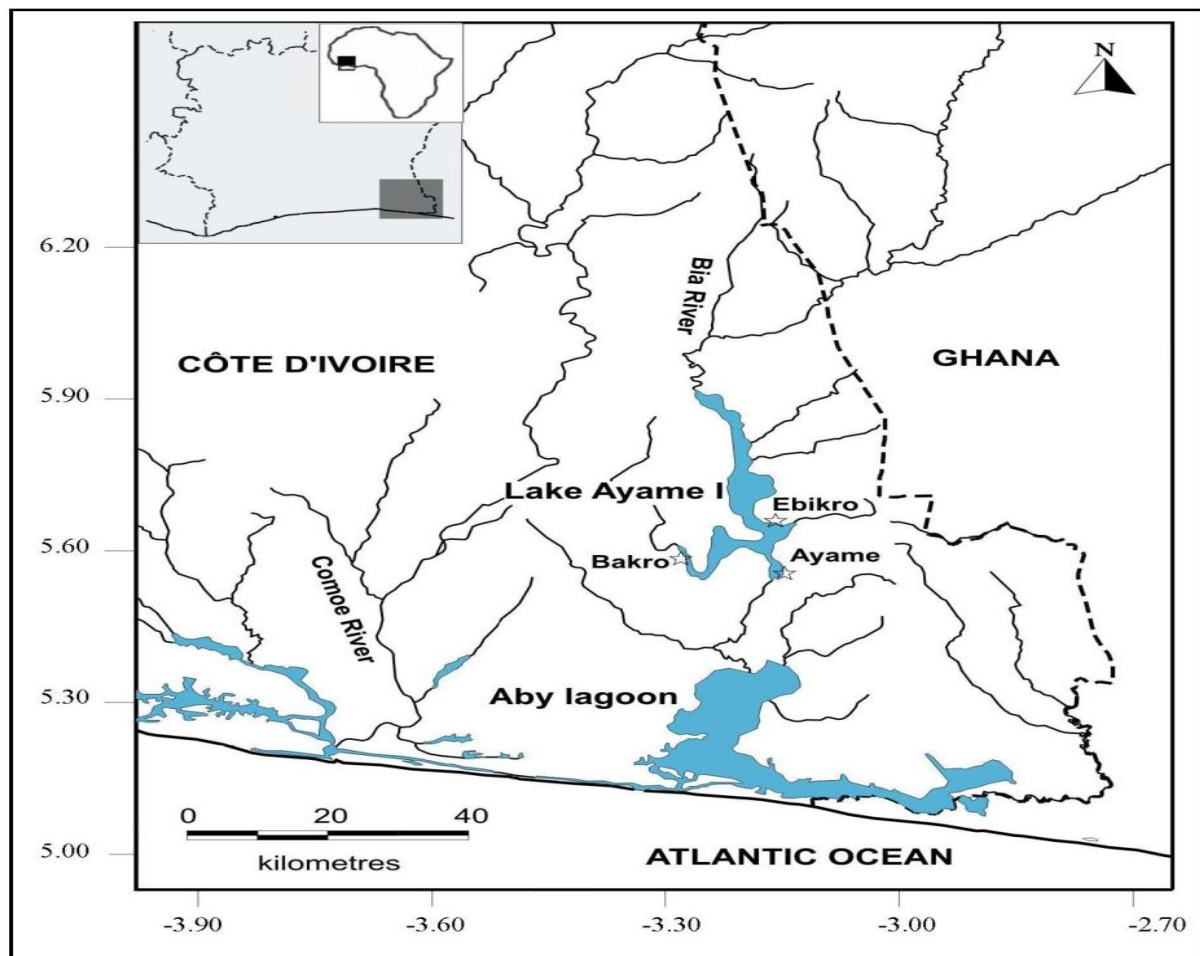 N
6.20
Bia River
CÔTE D'IVOIRE
GHANA
5.90
Lake Ayame I
Ebikro
5.60
Bakro
Ayame
Comoe River
5.30
Aby lagoon
0 20 40
kilometres
5.00
ATLANTIC OCEAN
-3.90 -3.60 -3.30 -3.00 -2.70